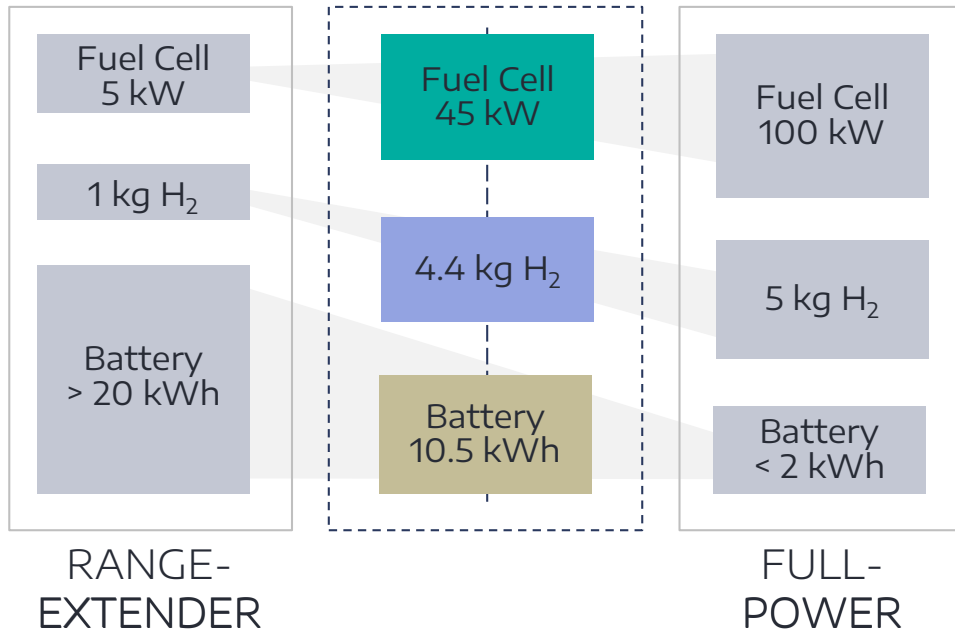 Fuel Cell
5 kW
1 kg H₂
Battery
> 20 kWh
RANGE-
EXTENDER
Fuel Cell
45 kW
4.4 kg H₂
Battery
10.5 kWh
Fuel Cell
100 kW
5 kg H₂
Battery
< 2 kWh
FULL-
POWER